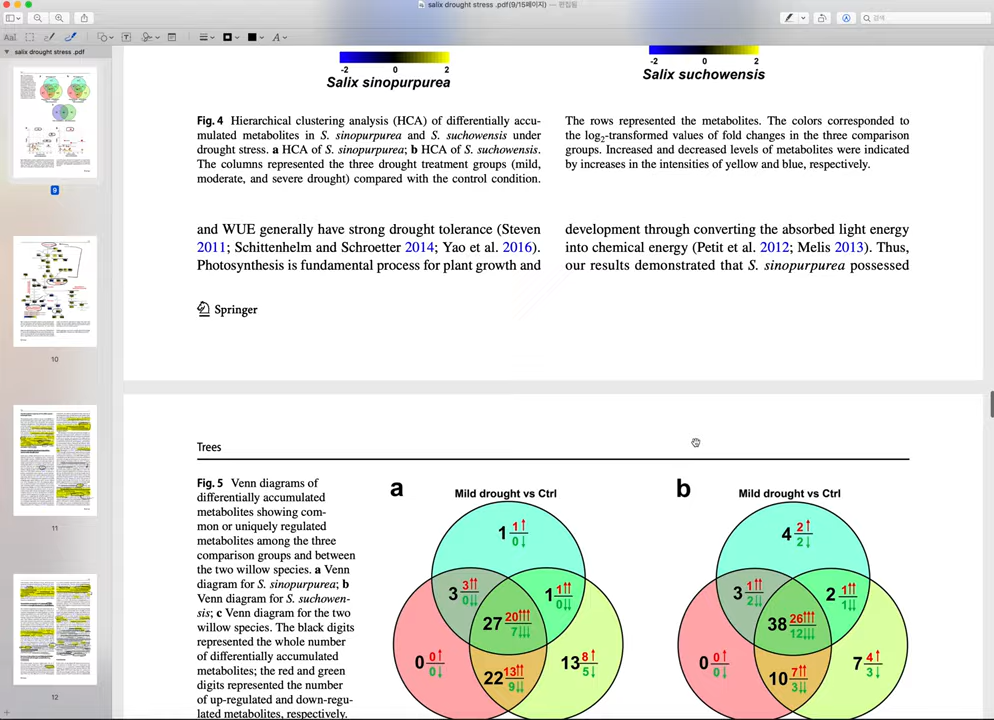 salix drought stress .pdf(9/15페이지) — 편집됨
검색
salix drought stress .pdf
9
10
11
12
-2 0 2
Salix sinopurpurea
-2 0 2
Salix suchowensis
Fig. 4 Hierarchical clustering analysis (HCA) of differentially accu-
mulated metabolites in S. sinopurpurea and S. suchowensis under
drought stress. a HCA of S. sinopurpurea; b HCA of S. suchowensis.
The columns represented the three drought treatment groups (mild,
moderate, and severe drought) compared with the control condition.
The rows represented the metabolites. The colors corresponded to
the log2-transformed values of fold changes in the three comparison
groups. Increased and decreased levels of metabolites were indicated
by increases in the intensities of yellow and blue, respectively.
and WUE generally have strong drought tolerance (Steven
2011; Schittenhelm and Schroetter 2014; Yao et al. 2016).
Photosynthesis is fundamental process for plant growth and
development through converting the absorbed light energy
into chemical energy (Petit et al. 2012; Melis 2013). Thus,
our results demonstrated that S. sinopurpurea possessed
Springer
Trees
Fig. 5 Venn diagrams of
differentially accumulated
metabolites showing com-
mon or uniquely regulated
metabolites among the three
comparison groups and between
the two willow species. a Venn
diagram for S. sinopurpurea; b
Venn diagram for S. suchowen-
sis; c Venn diagram for the two
willow species. The black digits
represented the whole number
of differentially accumulated
metabolites; the red and green
digits represented the number
of up-regulated and down-regu-
lated metabolites, respectively.
a
Mild drought vs Ctrl
1 1↑ 0↓
3 3↑↑ 0↓↓
1 1↑↑ 0↓↓
27 20↑↑↑ 7↓↓↓
0 0↑ 0↓
13 8↑ 5↓
22 13↑↑ 9↓↓
b
Mild drought vs Ctrl
4 2↑ 2↓
3 1↑↑ 2↓↓
2 1↑↑ 1↓↓
38 26↑↑↑ 12↓↓↓
0 0↑ 0↓
7 4↑ 3↓
10 7↑↑ 3↓↓